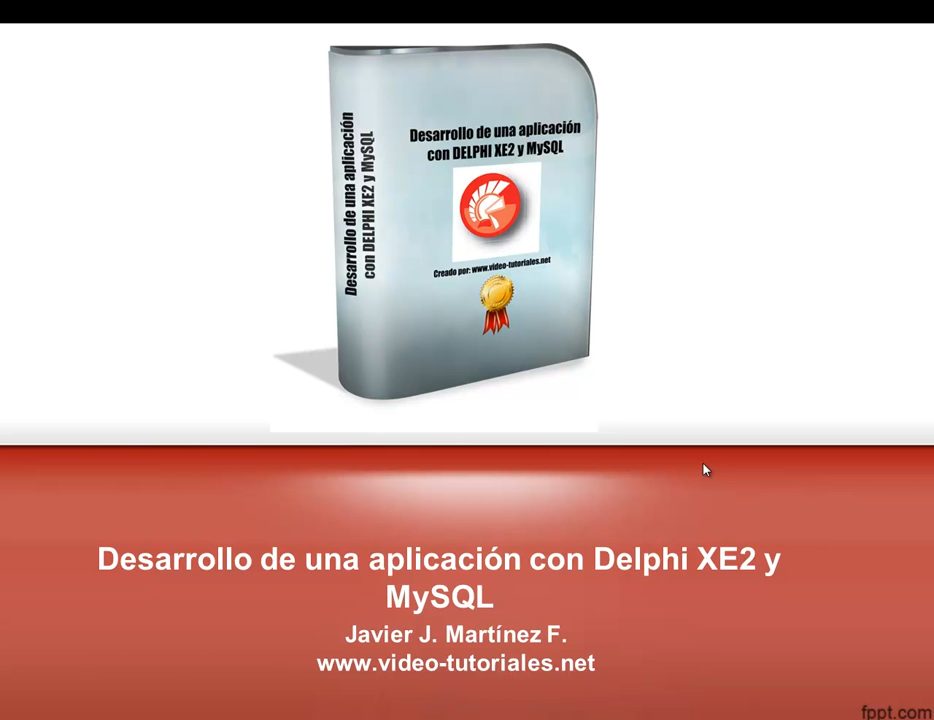 Desarrollo de una aplicación
con DELPHI XE2 y MySQL
Desarrollo de una aplicación
con DELPHI XE2 y MySQL
Creado por: www.video-tutoriales.net
Desarrollo de una aplicación con Delphi XE2 y
MySQL
Javier J. Martínez F.
www.video-tutoriales.net
fppt.com